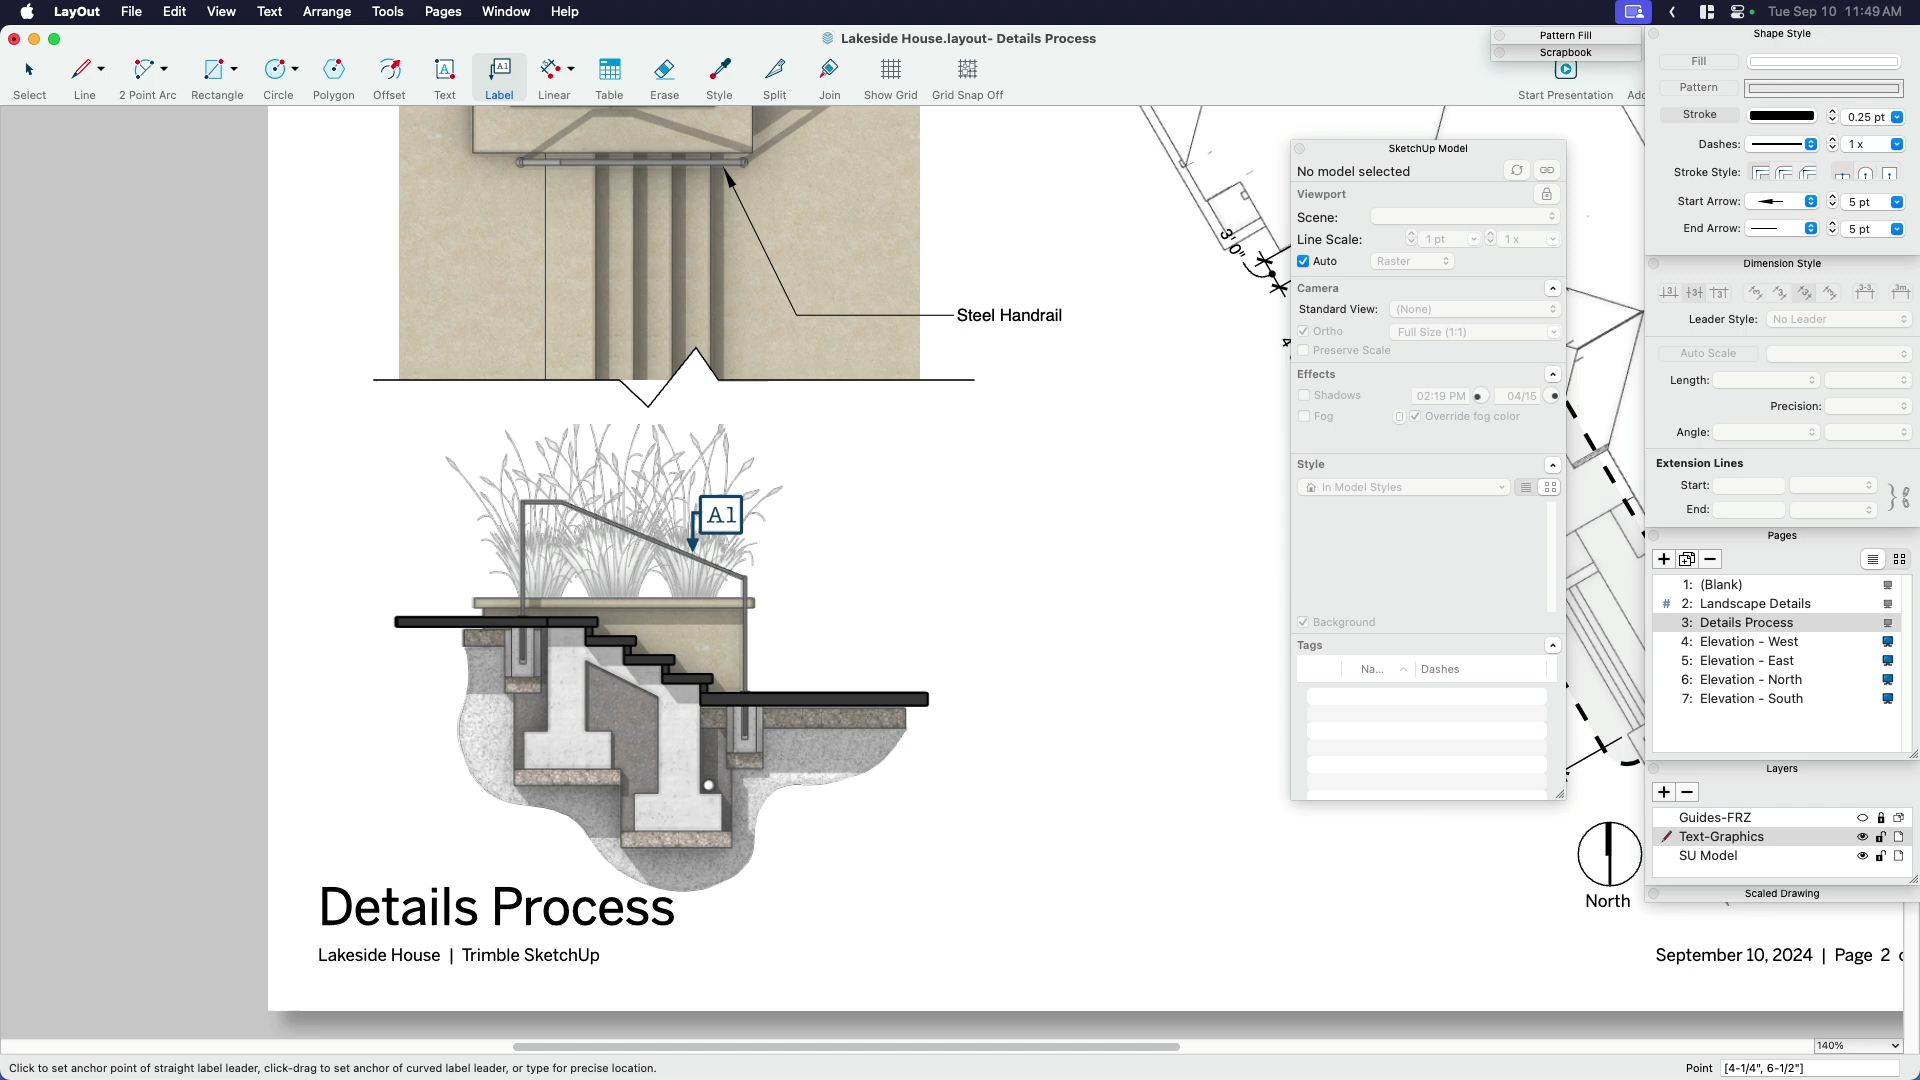 LayOut File Edit View Text Arrange Tools Pages Window Help
Tue Sep 10 11:49 AM
Lakeside House.layout- Details Process
Select Line 2 Point Arc Rectangle Circle Polygon Offset Text Label Linear Table Erase Style Split Join Show Grid Grid Snap Off
Start Presentation
Pattern Fill
Scrapbook
Shape Style
Fill
Pattern
Stroke 0.25 pt
Dashes: 1 x
Stroke Style:
Start Arrow: 5 pt
End Arrow: 5 pt
SketchUp Model
No model selected
Viewport
Scene:
Line Scale: 1 pt 1 x
Auto Raster
Camera
Standard View: (None)
Ortho Full Size (1:1)
Preserve Scale
Effects
Shadows 02:19 PM 04/15
Fog Override fog color
Style
In Model Styles
Background
Tags
Na... Dashes
Dimension Style
Leader Style: No Leader
Auto Scale
Length:
Precision:
Angle:
Extension Lines
Start:
End:
Pages
1: (Blank)
# 2: Landscape Details
3: Details Process
4: Elevation - West
5: Elevation - East
6: Elevation - North
7: Elevation - South
Layers
Guides-FRZ
Text-Graphics
SU Model
Scaled Drawing
3'0"
Steel Handrail
A1
North
Details Process
Lakeside House | Trimble SketchUp
September 10, 2024 | Page 2
140%
Click to set anchor point of straight label leader, click-drag to set anchor of curved label leader, or type for precise location.
Point [4-1/4", 6-1/2"]